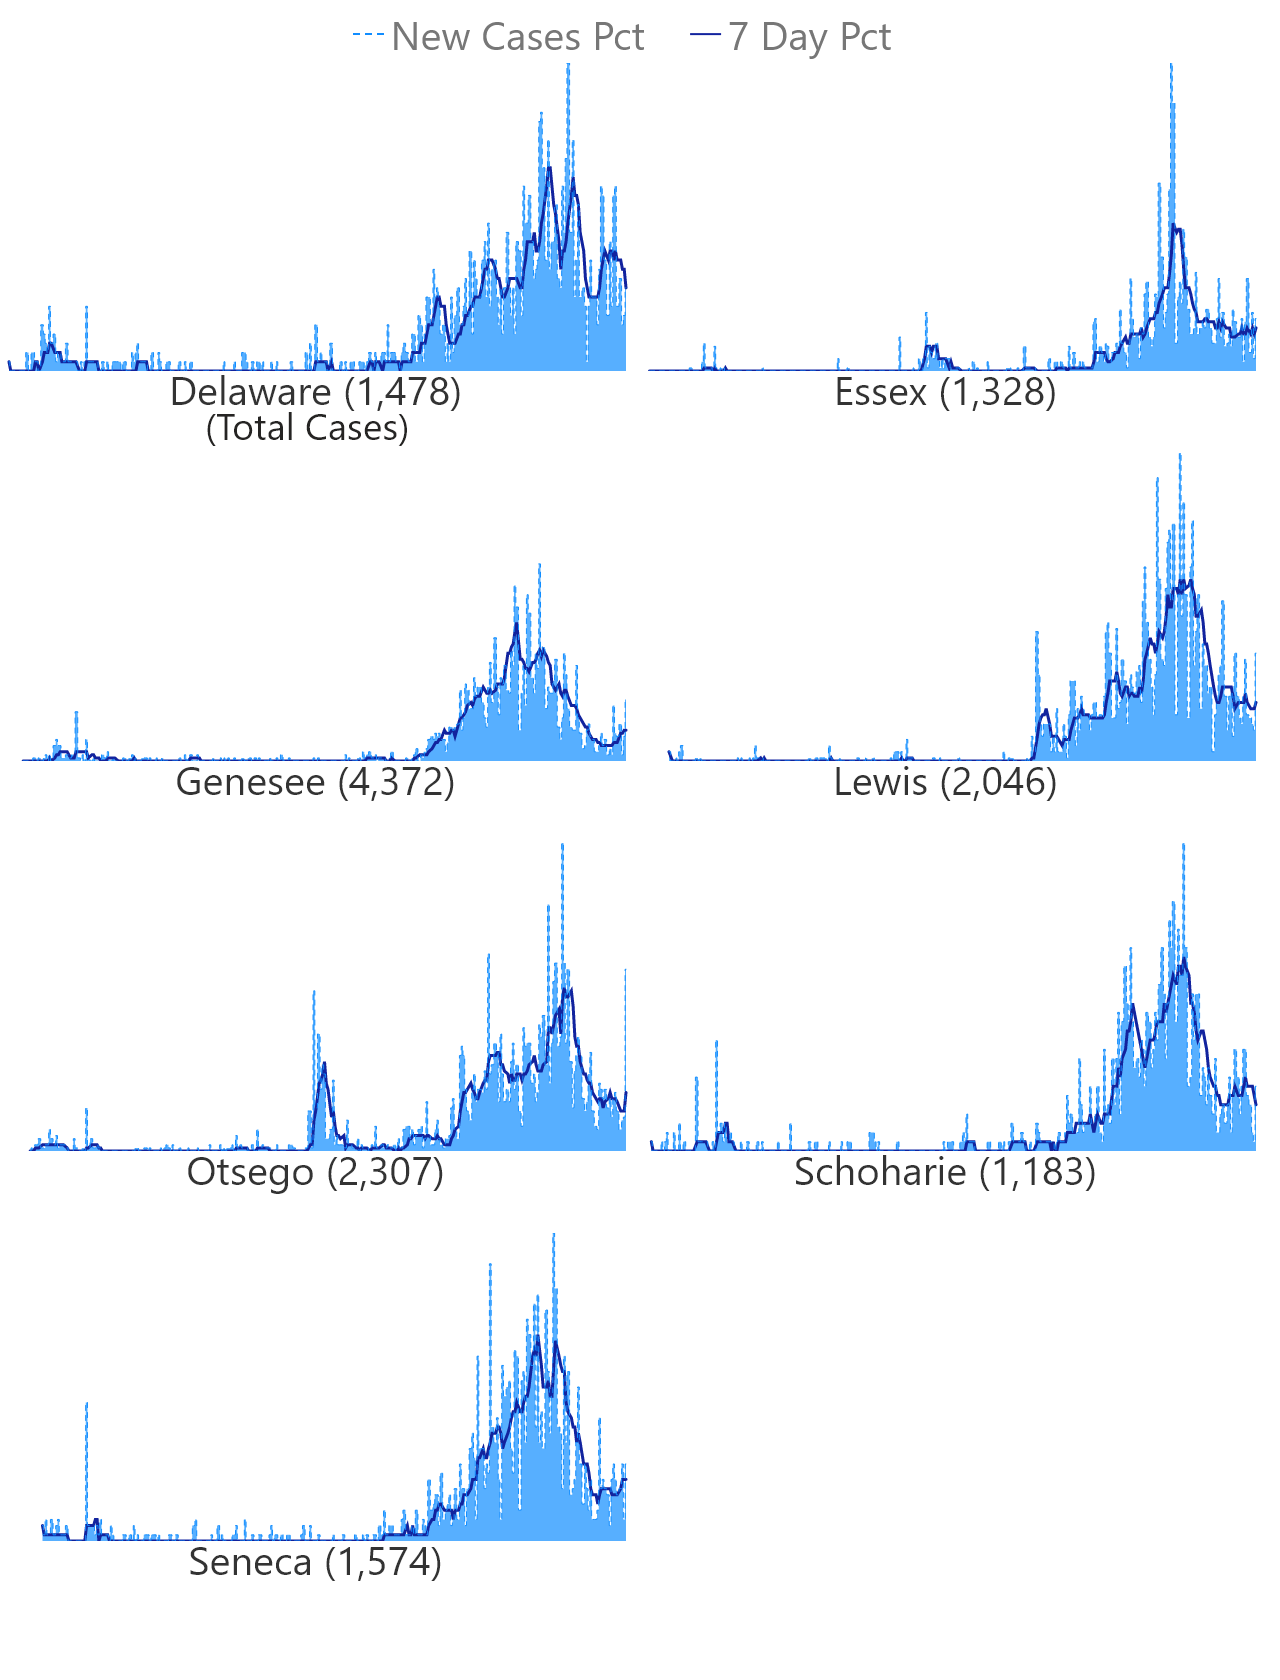 New Cases Pct 7 Day Pct
Delaware (1,478)
(Total Cases)
Essex (1,328)
Genesee (4,372)
Lewis (2,046)
Otsego (2,307)
Schoharie (1,183)
Seneca (1,574)